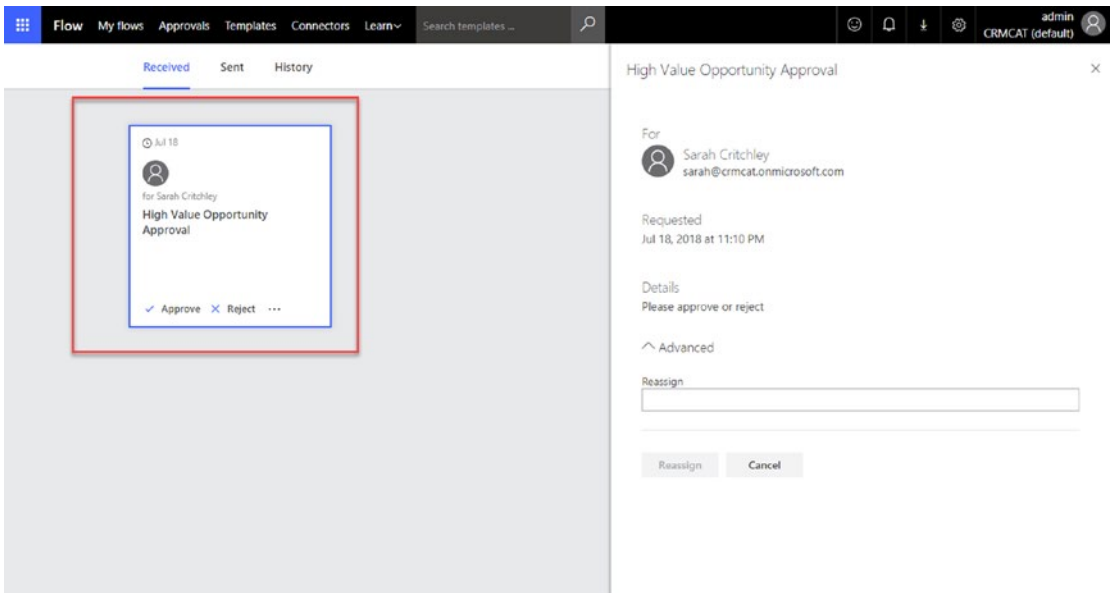 Flow My flows Approvals Templates Connectors Learn Search templates ...
admin
CRMCAT (default)
Received Sent History
Jul 18
for Sarah Critchley
High Value Opportunity
Approval
Approve Reject ...
High Value Opportunity Approval
For
Sarah Critchley
sarah@crmcat.onmicrosoft.com
Requested
Jul 18, 2018 at 11:10 PM
Details
Please approve or reject
Advanced
Reassign
Reassign Cancel